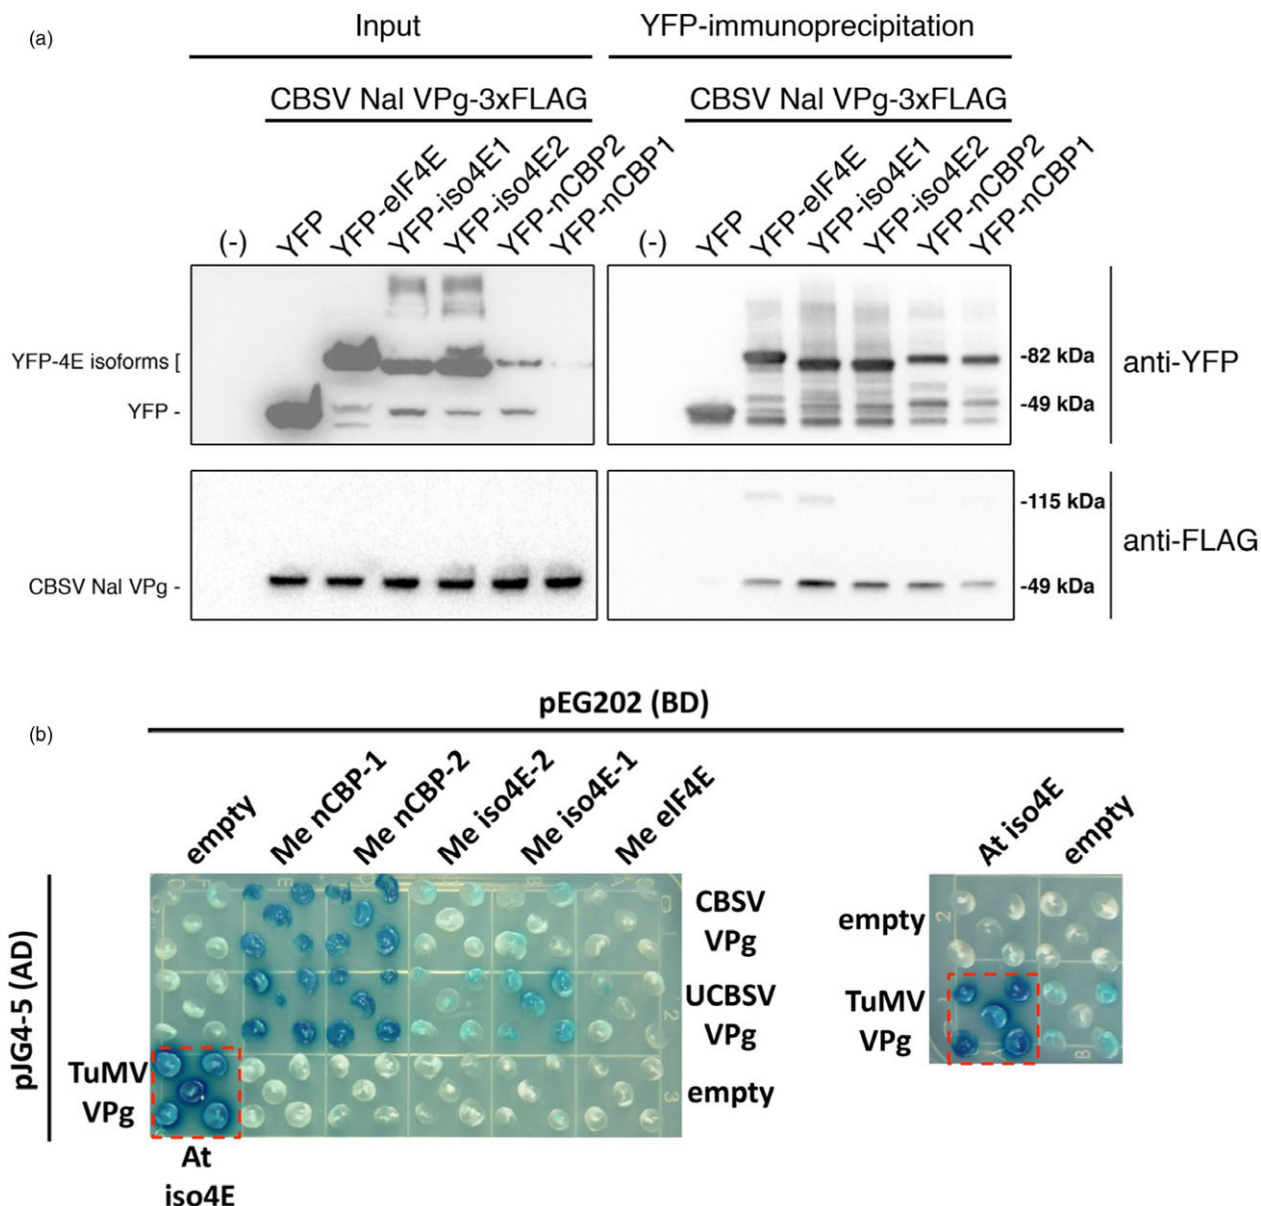 (a)
Input
YFP-immunoprecipitation
CBSV Nal VPg-3xFLAG
CBSV Nal VPg-3xFLAG
(-)
YFP
YFP-eIF4E
YFP-iso4E1
YFP-iso4E2
YFP-nCBP2
YFP-nCBP1
(-)
YFP
YFP-eIF4E
YFP-iso4E1
YFP-iso4E2
YFP-nCBP2
YFP-nCBP1
YFP-4E isoforms [
YFP -
-82 kDa
-49 kDa
anti-YFP
CBSV Nal VPg -
-115 kDa
-49 kDa
anti-FLAG
(b)
pEG202 (BD)
empty
Me nCBP-1
Me nCBP-2
Me iso4E-2
Me iso4E-1
Me eIF4E
At iso4E
empty
pJG4-5 (AD)
CBSV
VPg
UCBSV
VPg
empty
TuMV
VPg
At
iso4E
empty
TuMV
VPg